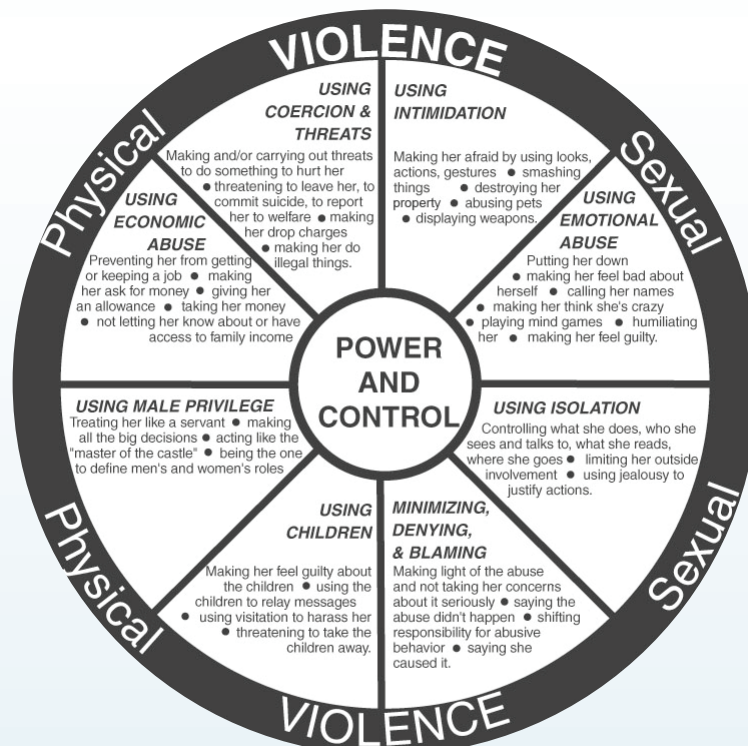 VIOLENCE
Physical
Sexual
USING
COERCION &
THREATS
Making and/or carrying out threats
to do something to hurt her
• threatening to leave her, to
commit suicide, to report
her to welfare • making
her drop charges
• making her do
illegal things.
USING
INTIMIDATION
Making her afraid by using looks,
actions, gestures • smashing
things • destroying her
property • abusing pets
• displaying weapons.
USING
EMOTIONAL
ABUSE
Putting her down
• making her feel bad about
herself • calling her names
• making her think she's crazy
• playing mind games • humiliating
her • making her feel guilty.
USING ISOLATION
Controlling what she does, who she
sees and talks to, what she reads,
where she goes • limiting her outside
involvement • using jealousy to
justify actions.
MINIMIZING,
DENYING,
& BLAMING
Making light of the abuse
and not taking her concerns
about it seriously • saying the
abuse didn't happen • shifting
responsibility for abusive
behavior • saying she
caused it.
USING
CHILDREN
Making her feel guilty about
the children • using the
children to relay messages
• using visitation to harass her
• threatening to take the
children away.
USING MALE PRIVILEGE
Treating her like a servant • making
all the big decisions • acting like the
"master of the castle" • being the one
to define men's and women's roles
USING
ECONOMIC
ABUSE
Preventing her from getting
or keeping a job • making
her ask for money • giving her
an allowance • taking her money
• not letting her know about or have
access to family income
POWER
AND
CONTROL
Physical
Sexual
VIOLENCE